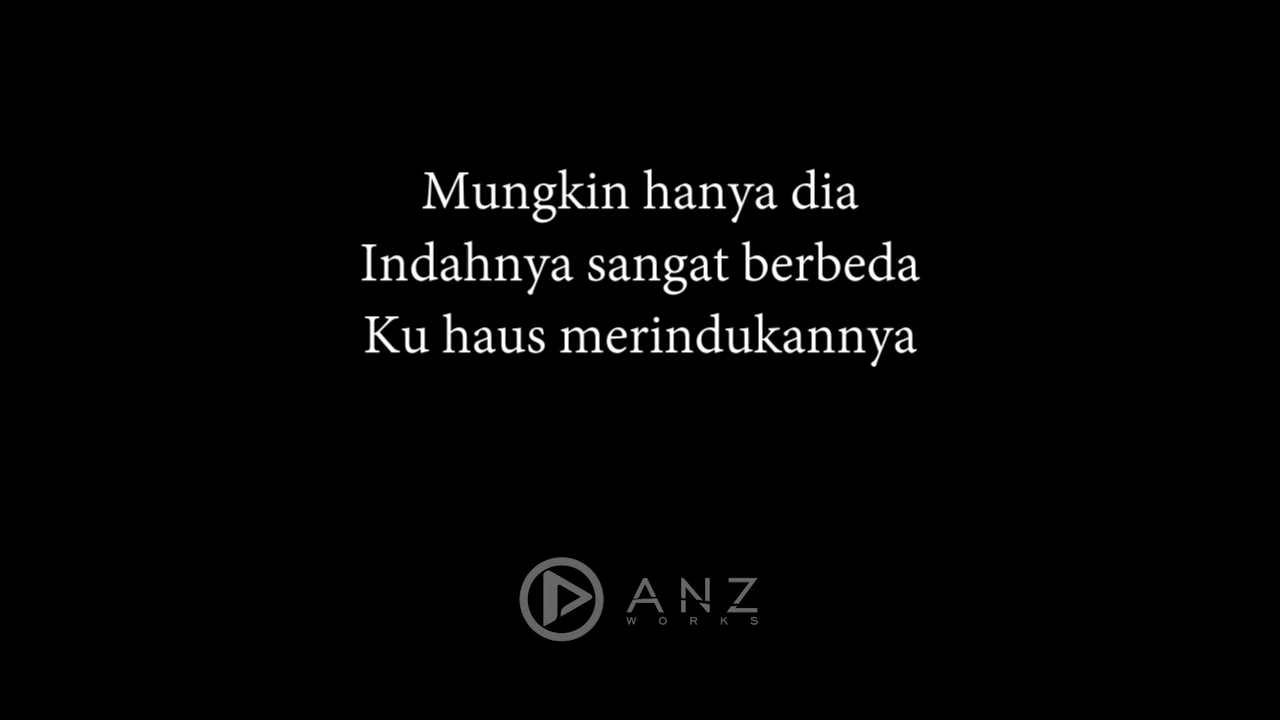 Mungkin hanya dia
Indahnya sangat berbeda
Ku haus merindukannya
ANZ
WORKS